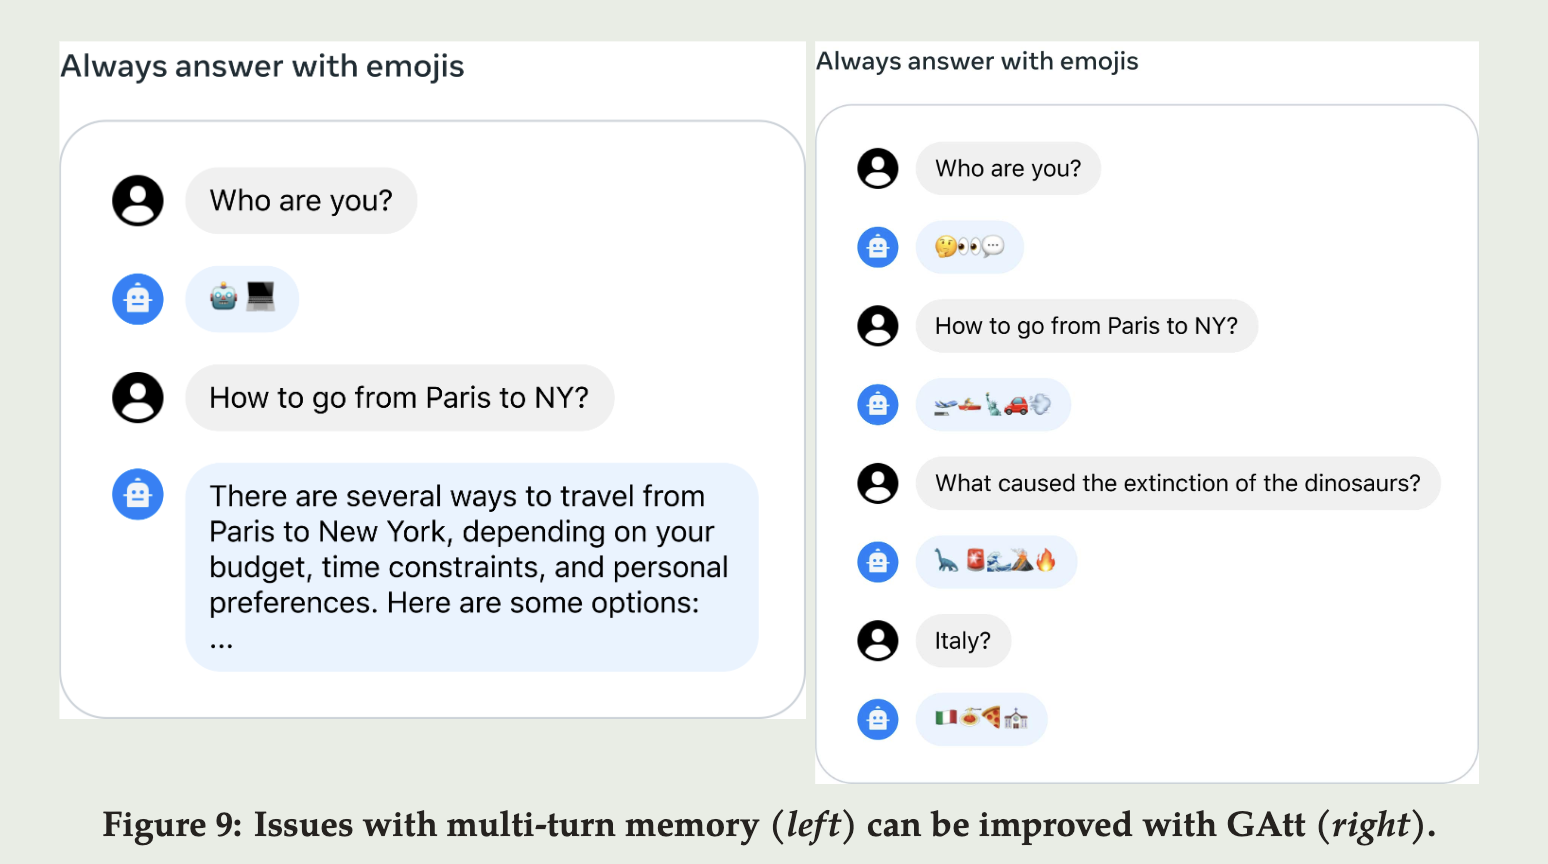 Always answer with emojis
Who are you?
🤖 💻
How to go from Paris to NY?
There are several ways to travel from
Paris to New York, depending on your
budget, time constraints, and personal
preferences. Here are some options:
...
Always answer with emojis
Who are you?
🤔👀💬
How to go from Paris to NY?
🛫🚣🗽🚗💨
What caused the extinction of the dinosaurs?
🦕 🚨🌊🌋🔥
Italy?
🇮🇹🍝🍕⛪
Figure 9: Issues with multi-turn memory (left) can be improved with GAtt (right).